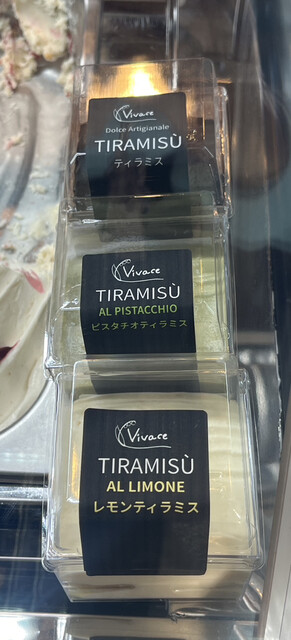 Vivace
Dolce Artigianale
TIRAMISÙ
ティラミス
Vivace
TIRAMISÙ
AL PISTACCHIO
ピスタチオティラミス
Vivace
TIRAMISÙ
AL LIMONE
レモンティラミス